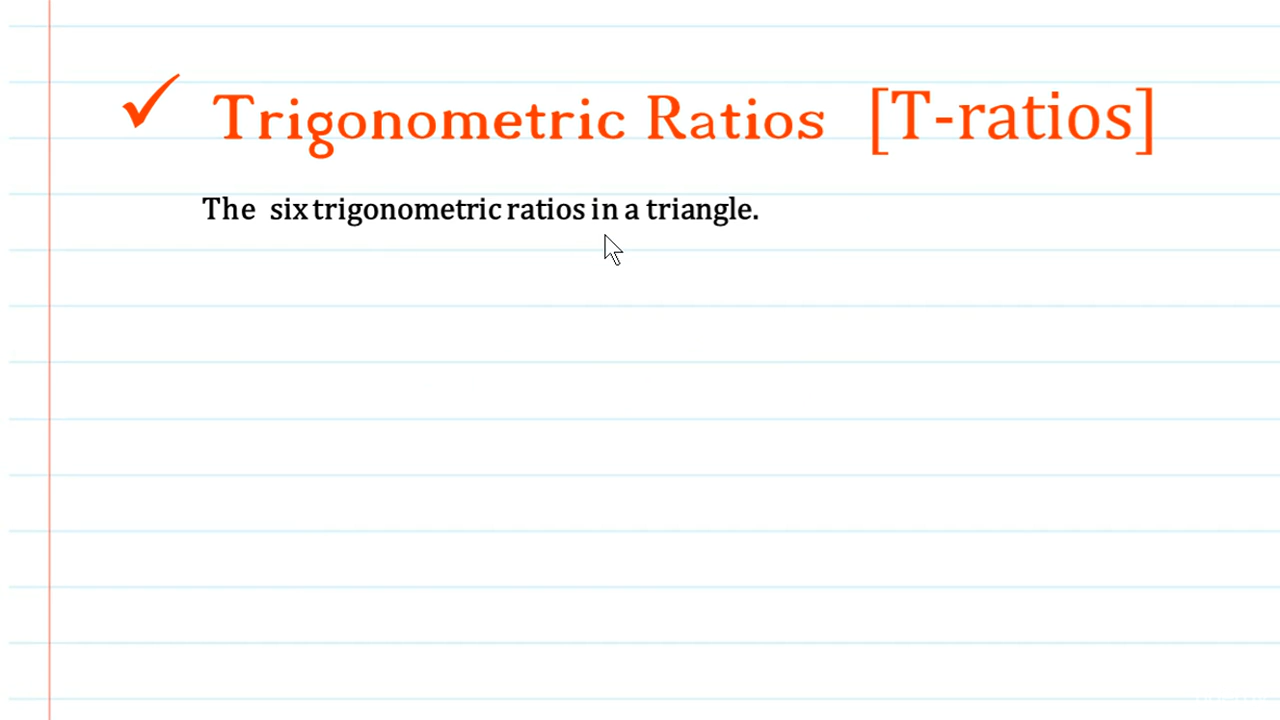 ✓ Trigonometric Ratios [T-ratios]
The six trigonometric ratios in a triangle.